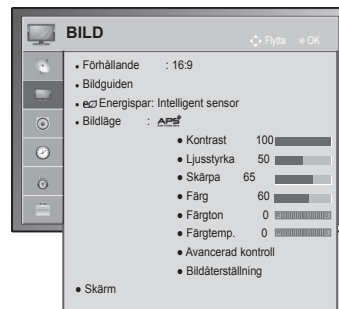 BILD
Flytta OK
• Förhållande : 16:9
• Bildguiden
• Energispar: Intelligent sensor
• Bildläge : APS
• Kontrast 100
• Ljusstyrka 50
• Skärpa 65
• Färg 60
• Färgton 0
• Färgtemp. 0
• Avancerad kontroll
• Bildåterställning
• Skärm